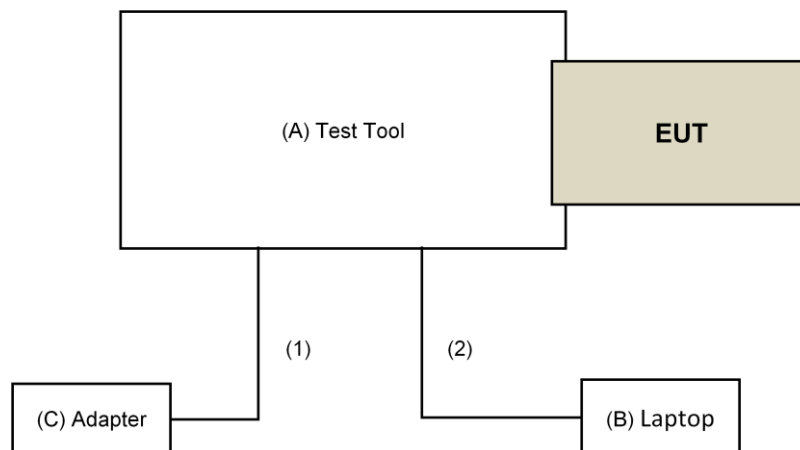 (A) Test Tool
EUT
(1)
(2)
(C) Adapter
(B) Laptop